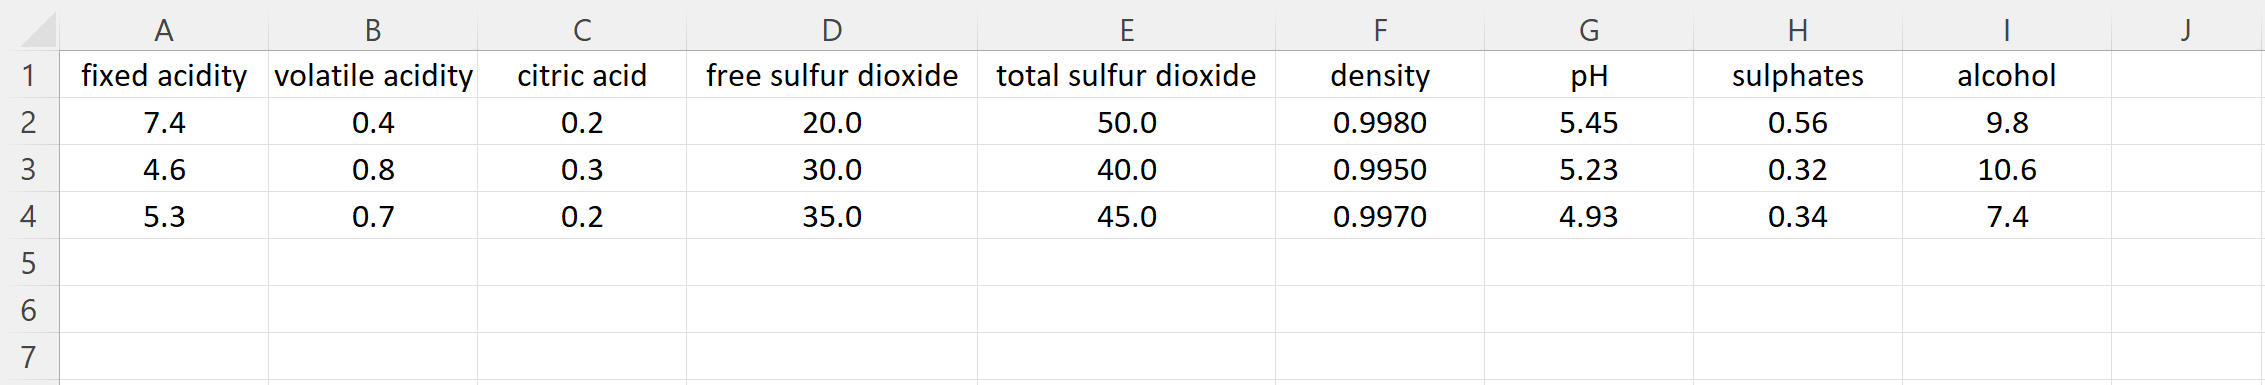 A B C D E F G H I J
1 fixed acidity volatile acidity citric acid free sulfur dioxide total sulfur dioxide density pH sulphates alcohol
2 7.4 0.4 0.2 20.0 50.0 0.9980 5.45 0.56 9.8
3 4.6 0.8 0.3 30.0 40.0 0.9950 5.23 0.32 10.6
4 5.3 0.7 0.2 35.0 45.0 0.9970 4.93 0.34 7.4
5
6
7